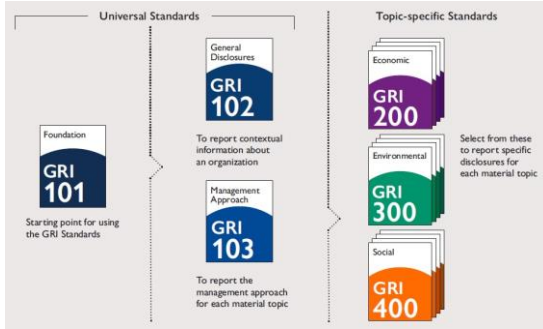 Universal Standards
Topic-specific Standards
Foundation
GRI
101
Starting point for using
the GRI Standards
General
Disclosures
GRI
102
To report contextual
information about
an organization
Management
Approach
GRI
103
To report the
management approach
for each material topic
Economic
GRI
200
Environmental
GRI
300
Social
GRI
400
Select from these
to report specific
disclosures for
each material topic